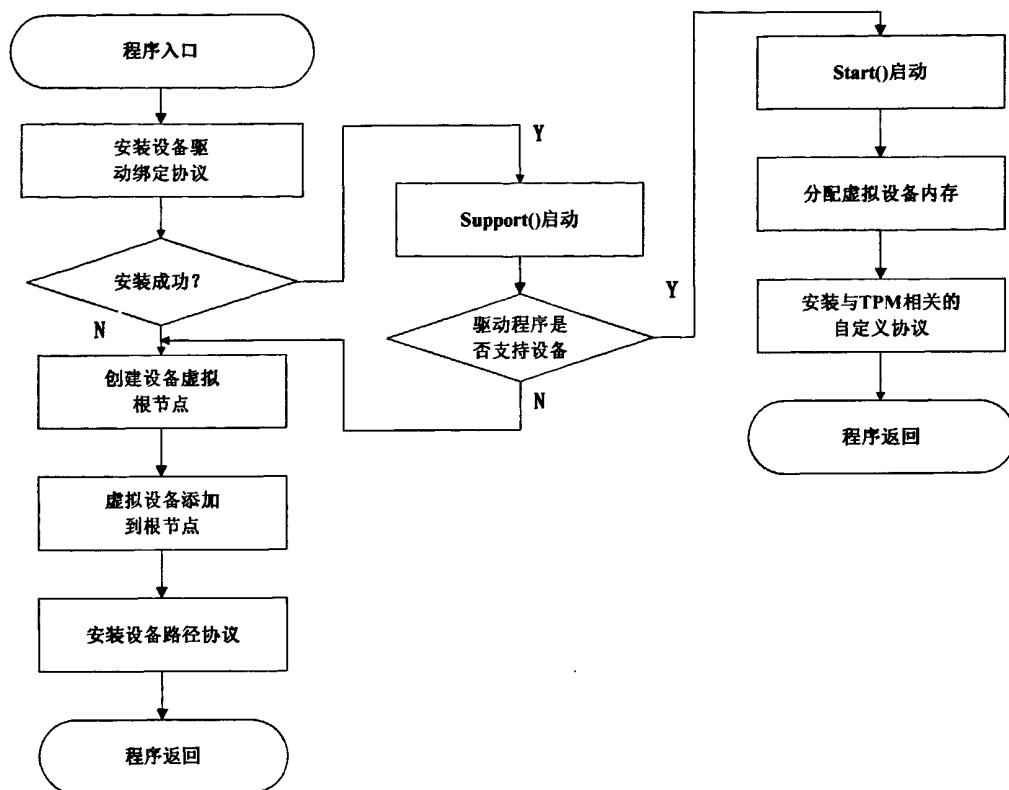 程序入口
安装设备驱
动绑定协议
安装成功?
N
创建设备虚拟
根节点
虚拟设备添加
到根节点
安装设备路径协议
程序返回
Y
Support()启动
驱动程序是
否支持设备
N
Y
Start()启动
分配虚拟设备内存
安装与TPM相关的
自定义协议
程序返回